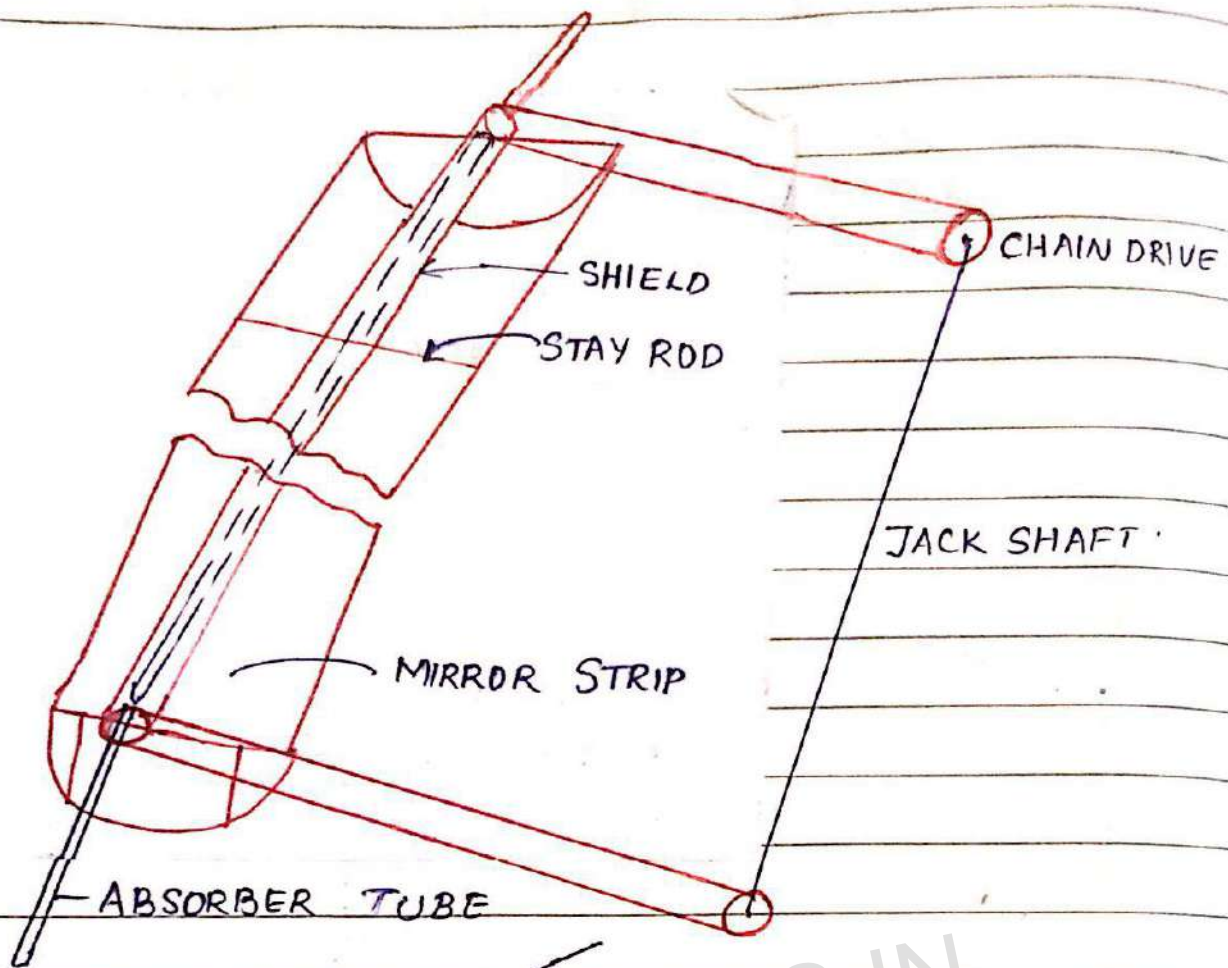 SHIELD
CHAIN DRIVE
STAY ROD
JACK SHAFT
MIRROR STRIP
ABSORBER TUBE